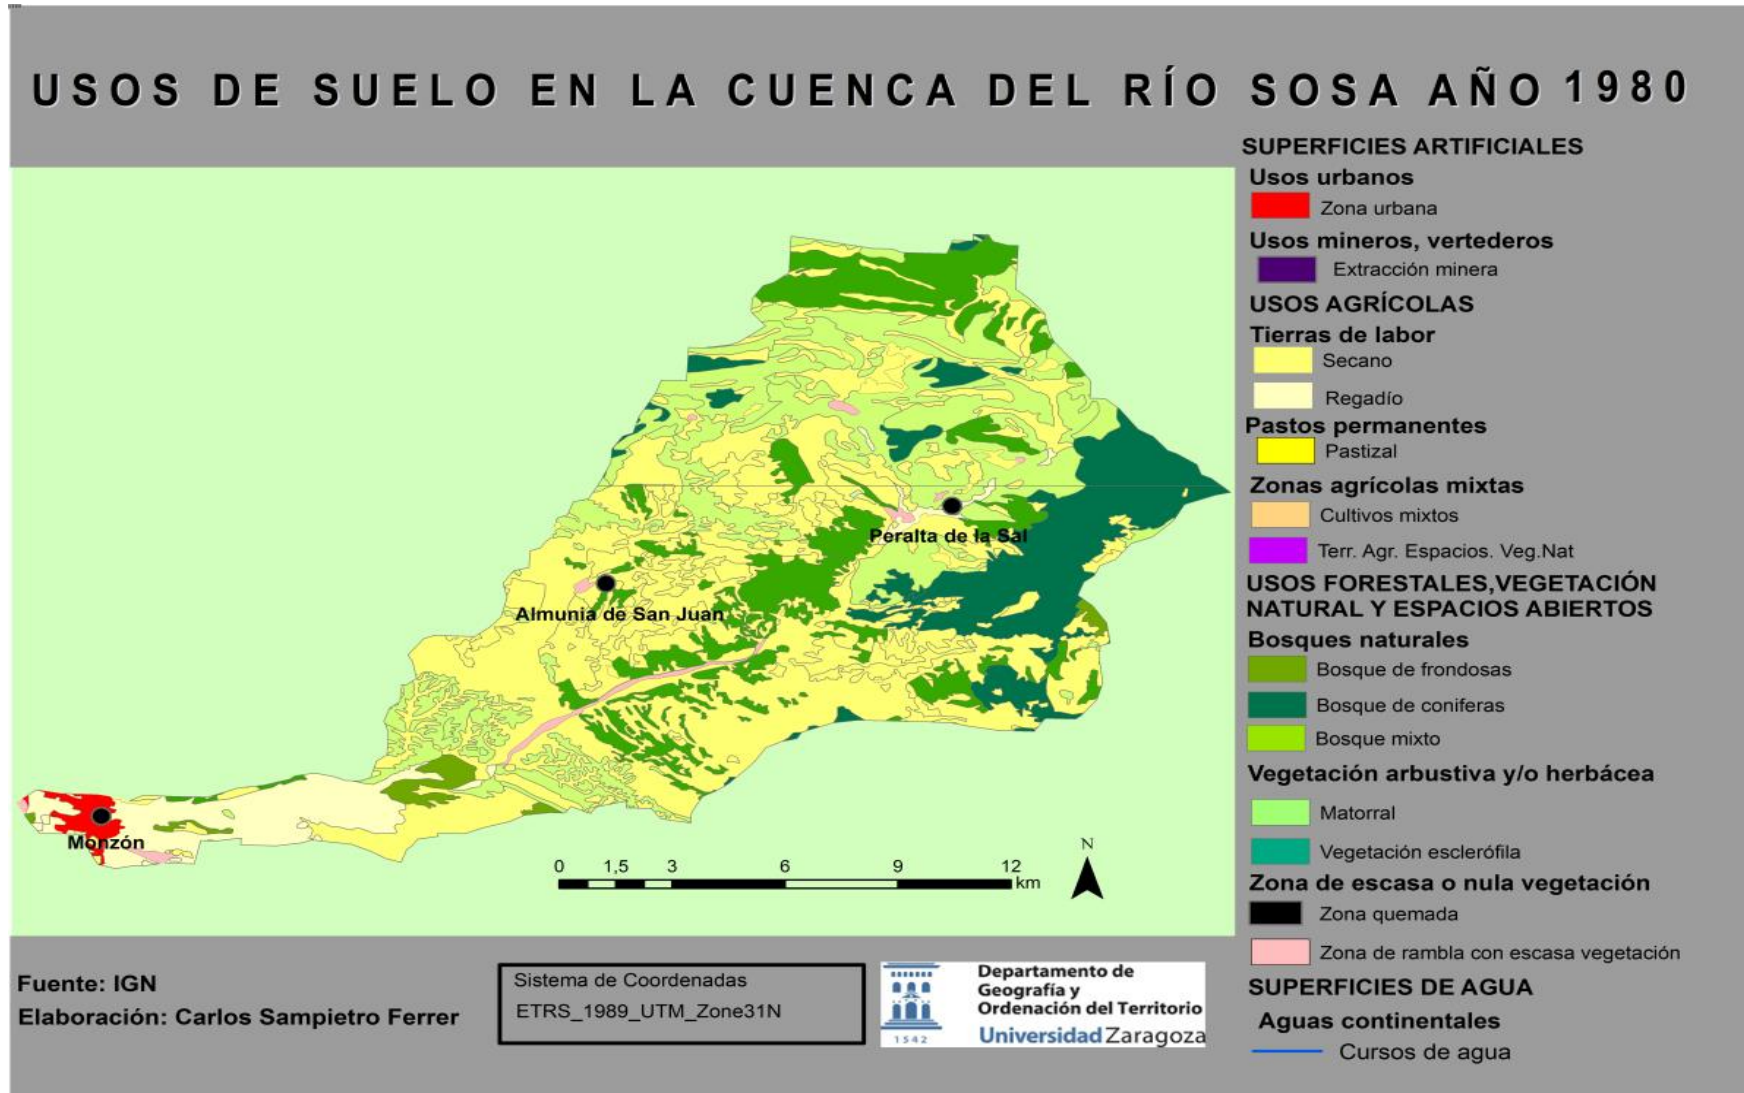 USOS DE SUELO EN LA CUENCA DEL RÍO SOSA AÑO 1980
SUPERFICIES ARTIFICIALES
Usos urbanos
Zona urbana
Usos mineros, vertederos
Extracción minera
USOS AGRÍCOLAS
Tierras de labor
Secano
Regadío
Pastos permanentes
Pastizal
Zonas agrícolas mixtas
Cultivos mixtos
Terr. Agr. Espacios. Veg.Nat
USOS FORESTALES,VEGETACIÓN
NATURAL Y ESPACIOS ABIERTOS
Bosques naturales
Bosque de frondosas
Bosque de coniferas
Bosque mixto
Vegetación arbustiva y/o herbácea
Matorral
Vegetación esclerófila
Zona de escasa o nula vegetación
Zona quemada
Zona de rambla con escasa vegetación
SUPERFICIES DE AGUA
Aguas continentales
Cursos de agua
Peralta de la Sal
Almunia de San Juan
Monzón
0 1,5 3 6 9 12
km
N
Fuente: IGN
Elaboración: Carlos Sampietro Ferrer
Sistema de Coordenadas
ETRS_1989_UTM_Zone31N
1542
Departamento de
Geografía y
Ordenación del Territorio
Universidad Zaragoza